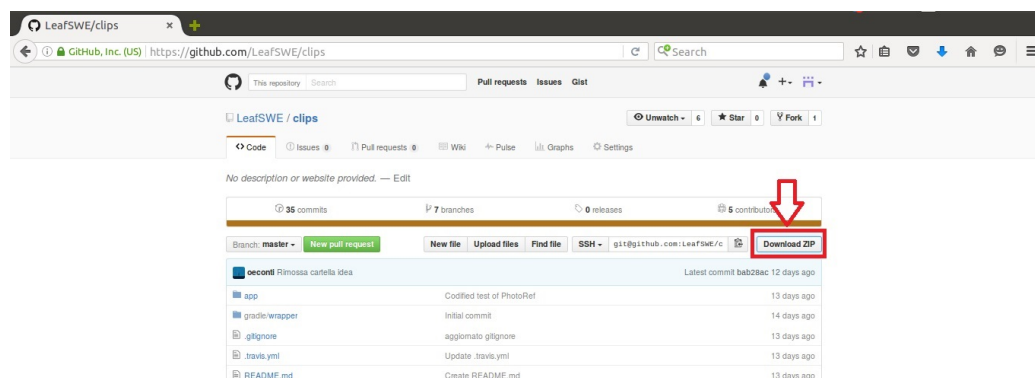 LeafSWE/clips
GitHub, Inc. (US) https://github.com/LeafSWE/clips Search
This repository Search Pull requests Issues Gist
LeafSWE / clips Unwatch 6 Star 0 Fork 1
Code Issues 0 Pull requests 0 Wiki Pulse Graphs Settings
No description or website provided. — Edit
35 commits 7 branches 0 releases 5 contributors
Branch: master New pull request New file Upload files Find file SSH git@github.com:LeafSWE/c Download ZIP
oeconti Rimossa cartella idea Latest commit bab28ac 12 days ago
app Codified test of PhotoRef 13 days ago
gradle/wrapper Initial commit 14 days ago
.gitignore aggiornato gitignore 13 days ago
.travis.yml Update .travis.yml 13 days ago
README.md Create README.md 13 days ago